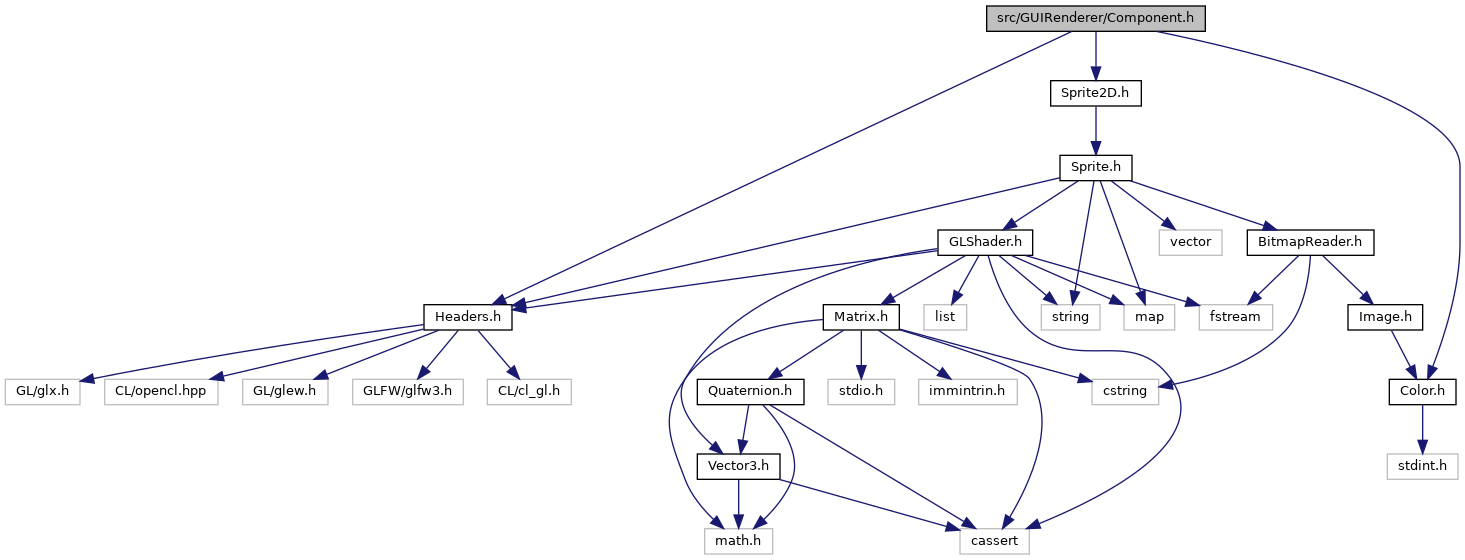 src/GUIRenderer/Component.h
Sprite2D.h
Sprite.h
GLShader.h
vector
BitmapReader.h
Headers.h
Matrix.h
list
string
map
fstream
Image.h
GL/glx.h
CL/opencl.hpp
GL/glew.h
GLFW/glfw3.h
CL/cl_gl.h
Quaternion.h
stdio.h
immintrin.h
cstring
Color.h
Vector3.h
stdint.h
math.h
cassert